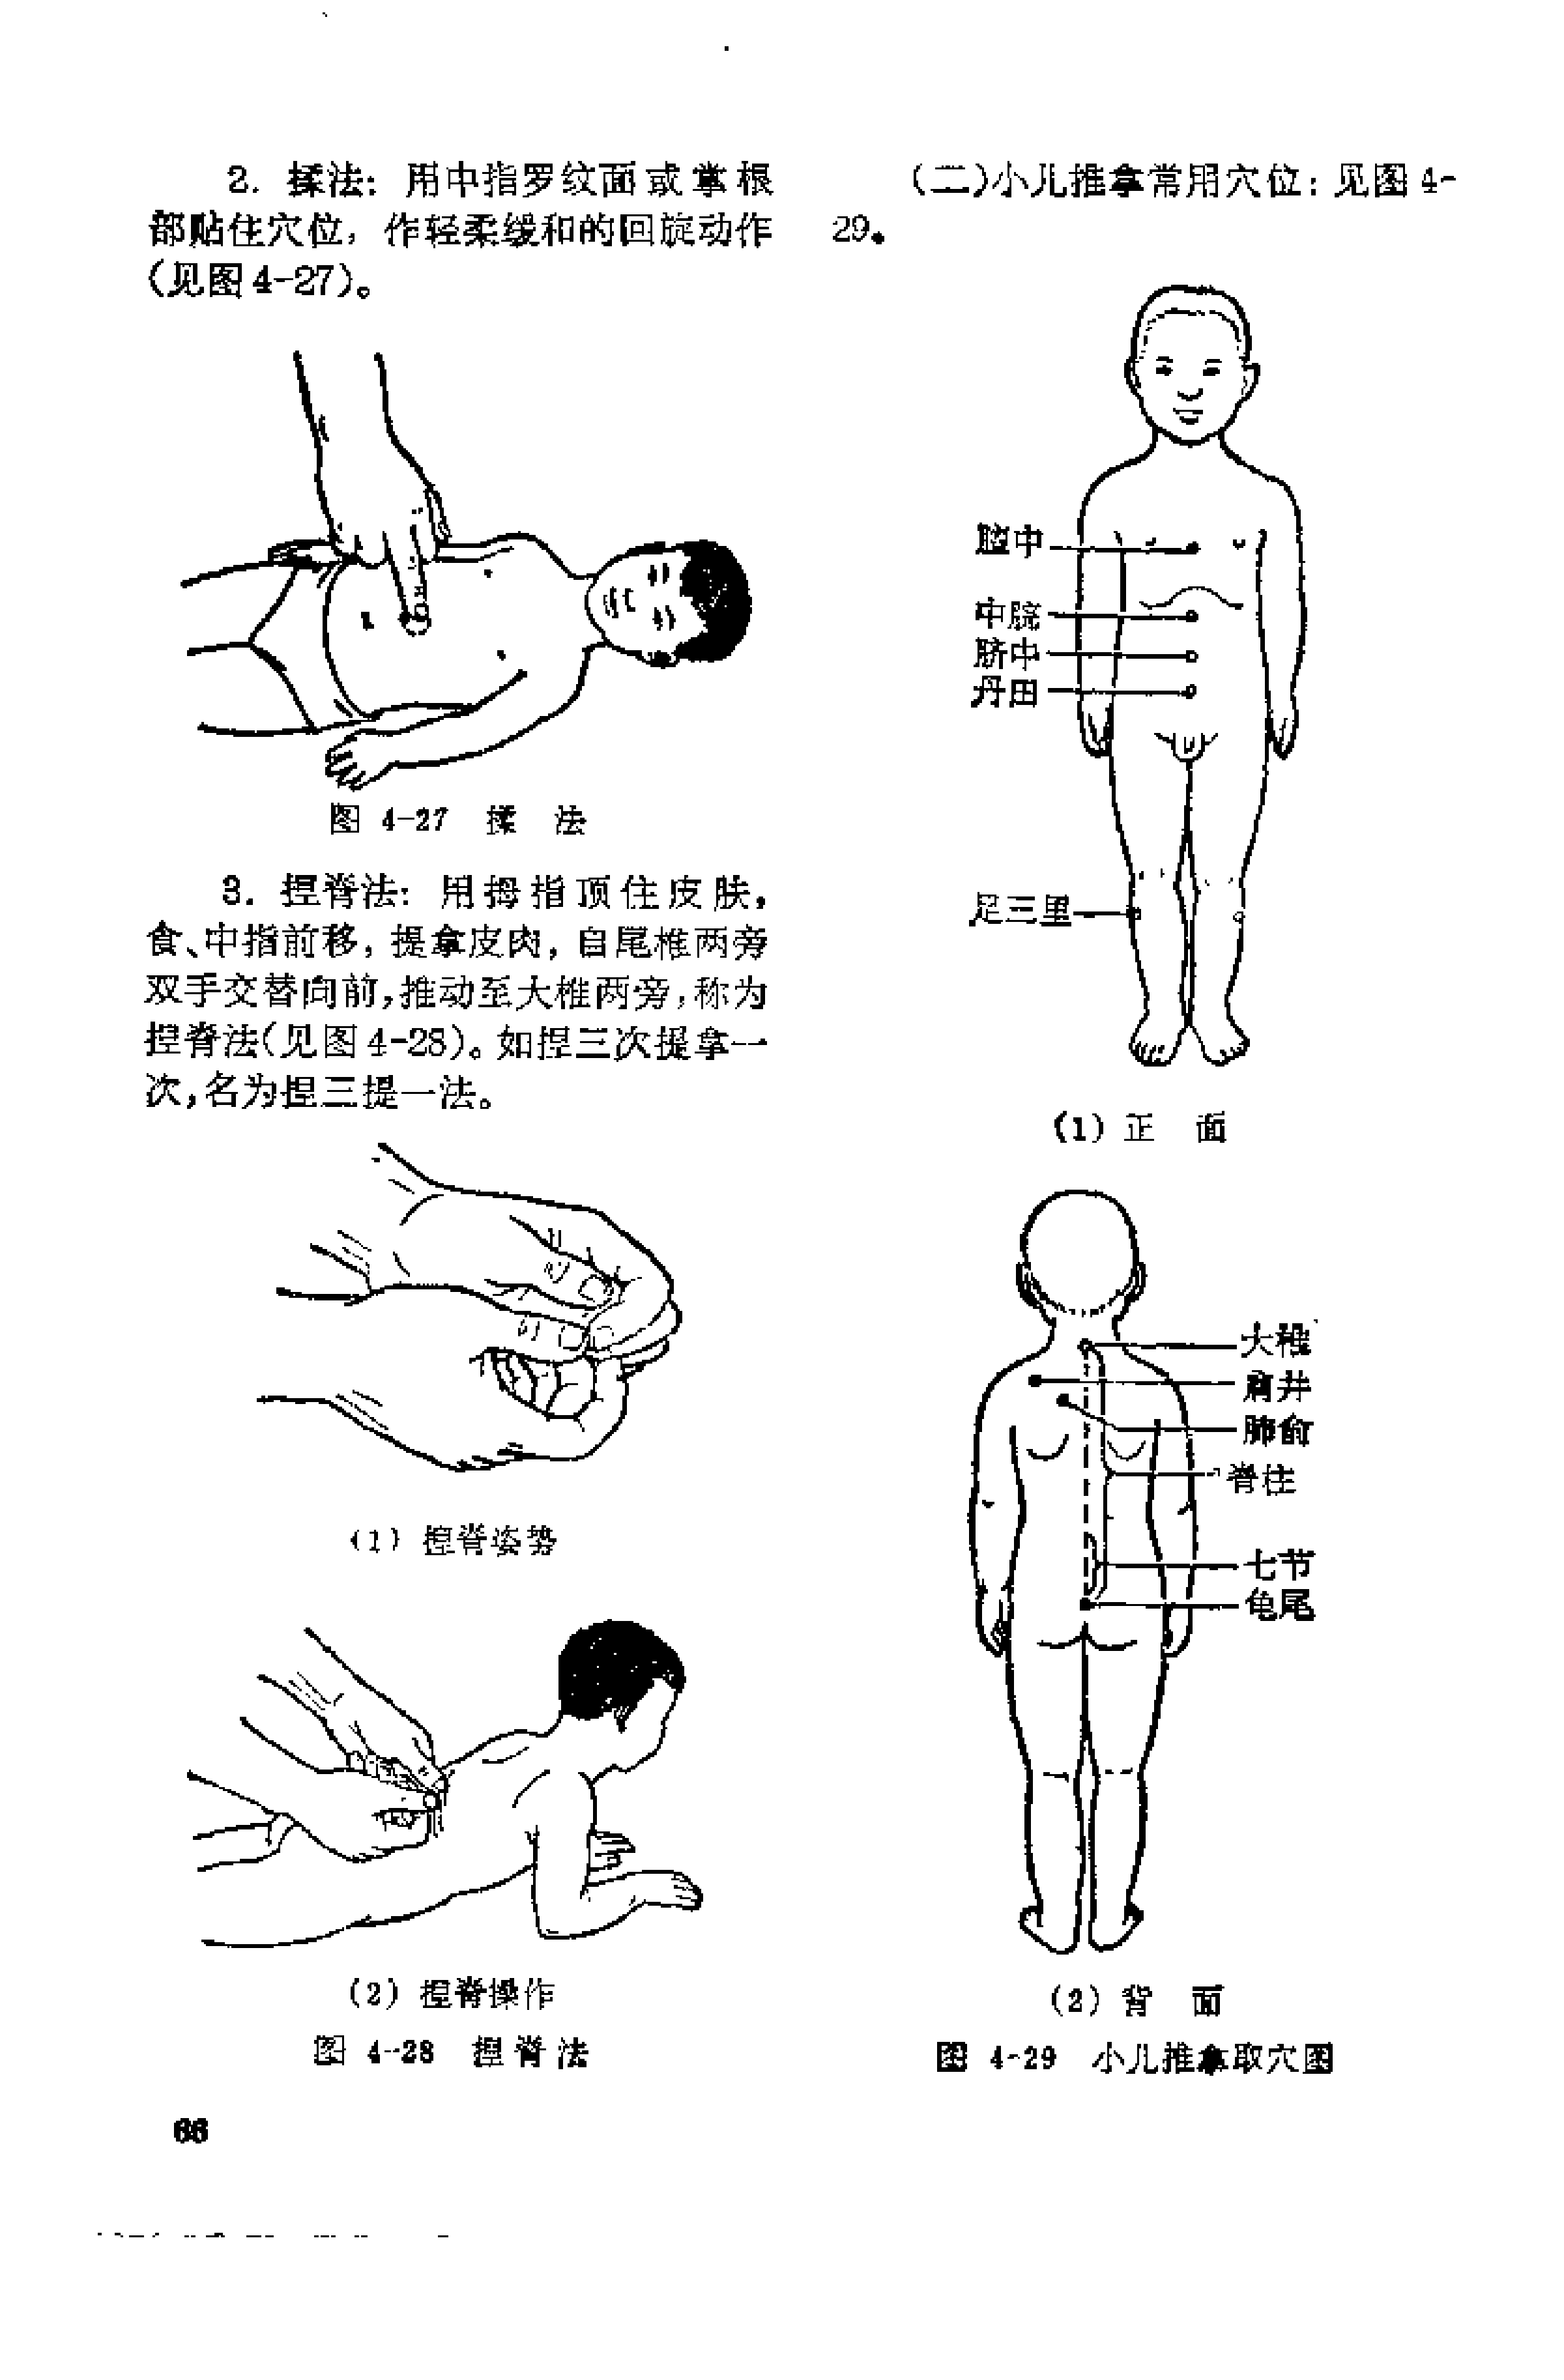 2. 揉法: 用中指罗纹面或掌根
部贴住穴位, 作轻柔缓和的回旋动作
(见图4-27)。
图 4-27 揉 法
3. 捏脊法: 用拇指顶住皮肤,
食、中指前移, 提拿皮肉, 自尾椎两旁
双手交替向前,推动至大椎两旁,称为
捏脊法(见图4-28)。如捏三次提拿一
次,名为捏三提一法。
(1) 捏脊姿势
(2) 捏脊操作
图 4-28 捏脊法
66
(二)小儿推拿常用穴位: 见图4-
29。
膻中
中脘
脐中
丹田
足三里
(1) 正 面
大椎
肩井
肺俞
脊柱
七节
龟尾
(2) 背 面
图 4-29 小儿推拿取穴图